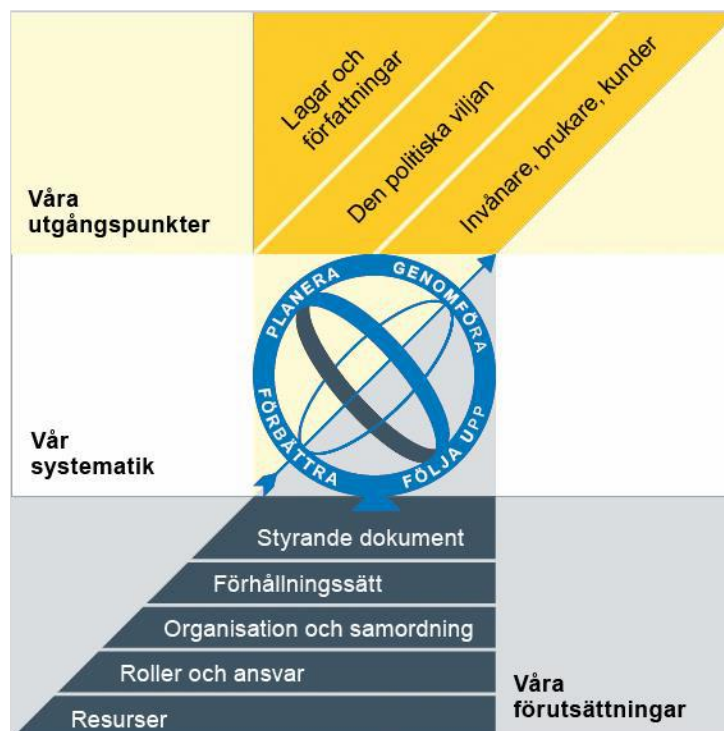 Lagar och
författningar
Den politiska viljan
Invånare, brukare, kunder
Våra
utgångspunkter
PLANERA
GENOMFÖRA
FÖRBÄTTRA
FÖLJA UPP
Vår
systematik
Styrande dokument
Förhållningssätt
Organisation och samordning
Roller och ansvar
Resurser
Våra
förutsättningar